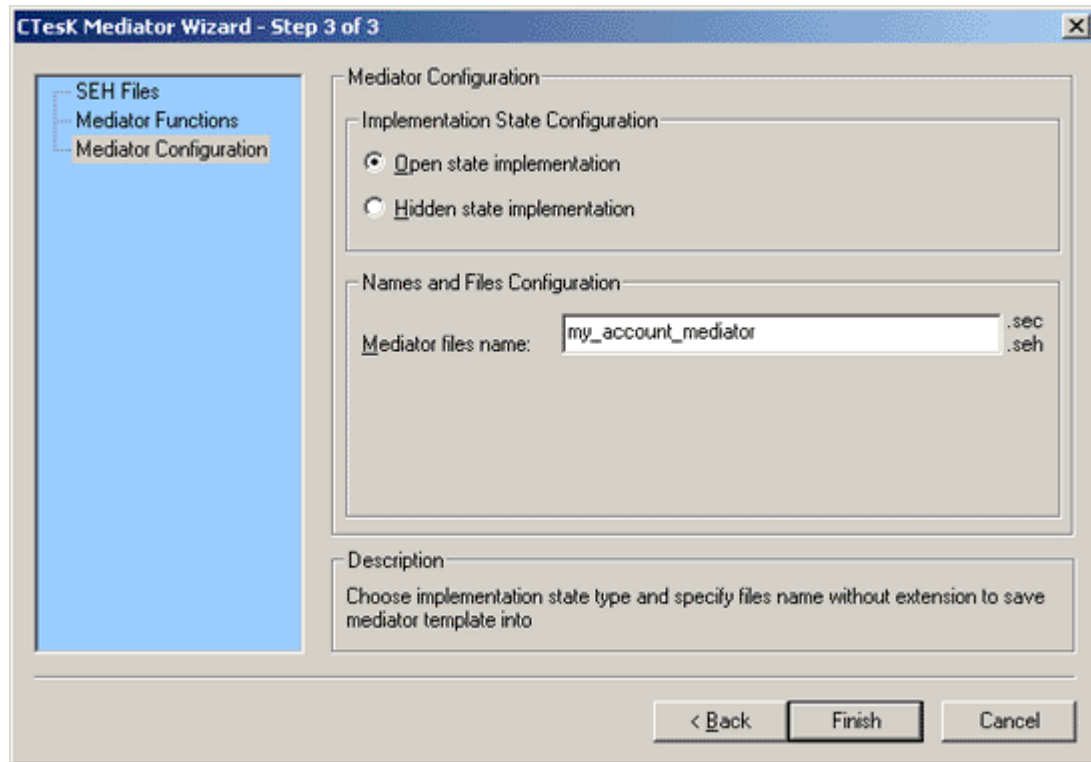 CTesK Mediator Wizard - Step 3 of 3
SEH Files
Mediator Functions
Mediator Configuration
Mediator Configuration
Implementation State Configuration
Open state implementation
Hidden state implementation
Names and Files Configuration
Mediator files name:
my_account_mediator
.sec
.seh
Description
Choose implementation state type and specify files name without extension to save
mediator template into
< Back
Finish
Cancel